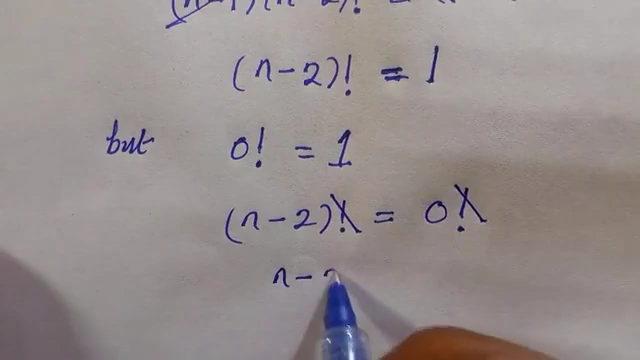 (n-2)! = 1
but 0! = 1
(n-2)! = 0!
n-